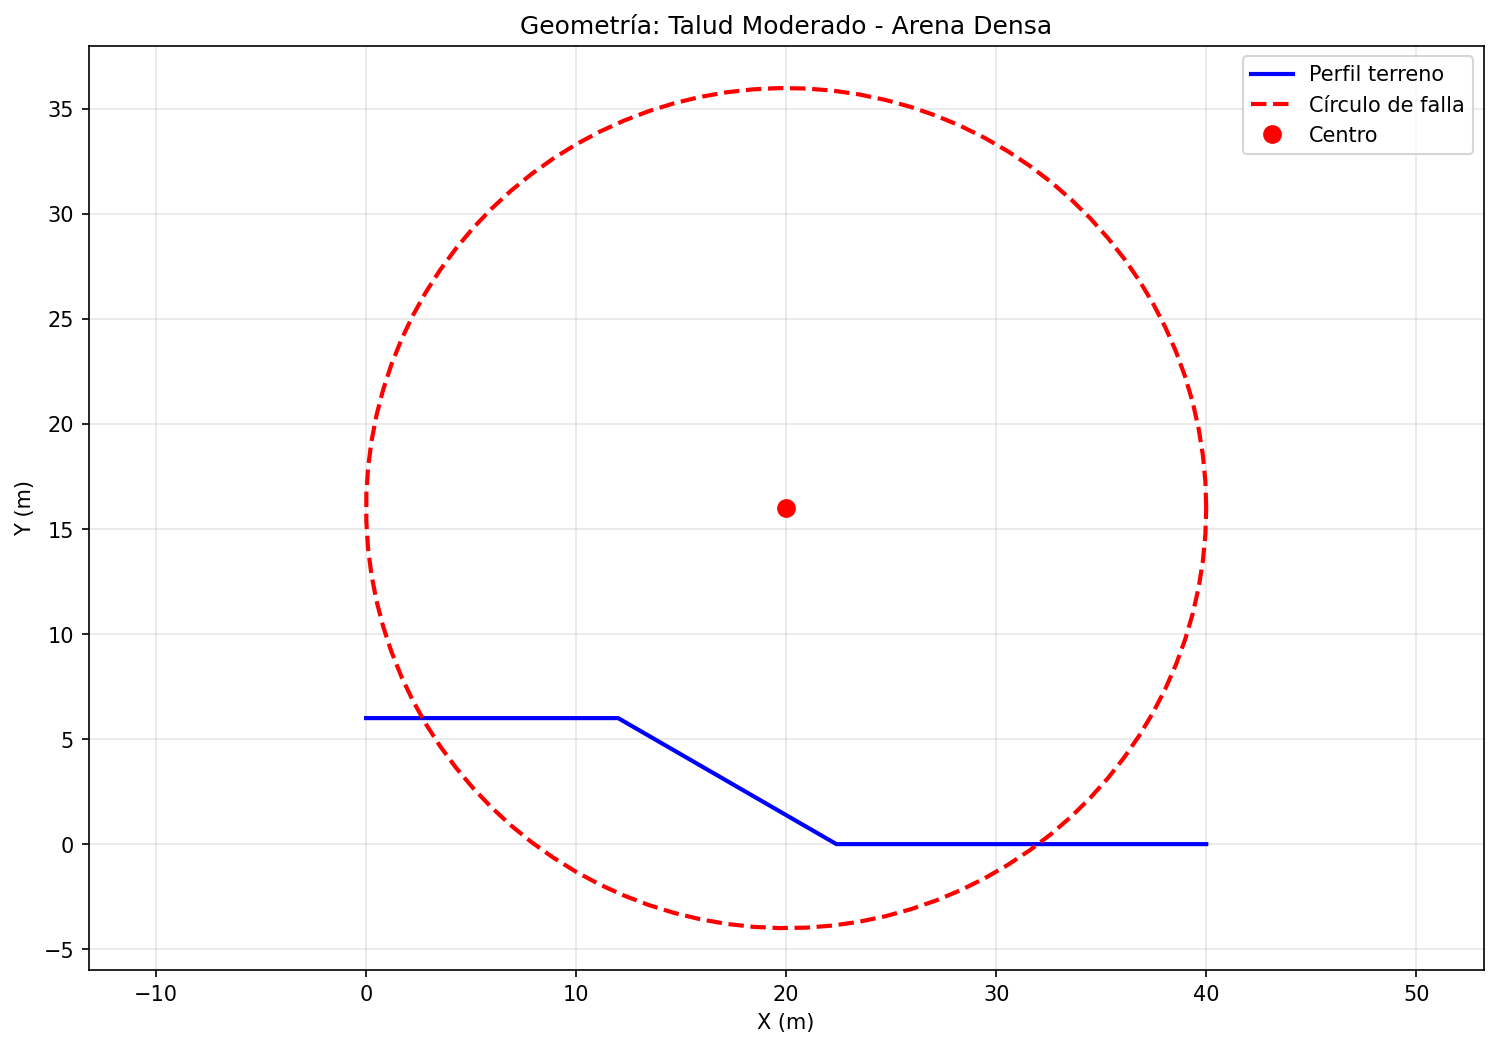 Geometría: Talud Moderado - Arena Densa
Perfil terreno
Círculo de falla
Centro
35
30
25
20
15
10
5
0
−5
Y (m)
−10 0 10 20 30 40 50
X (m)